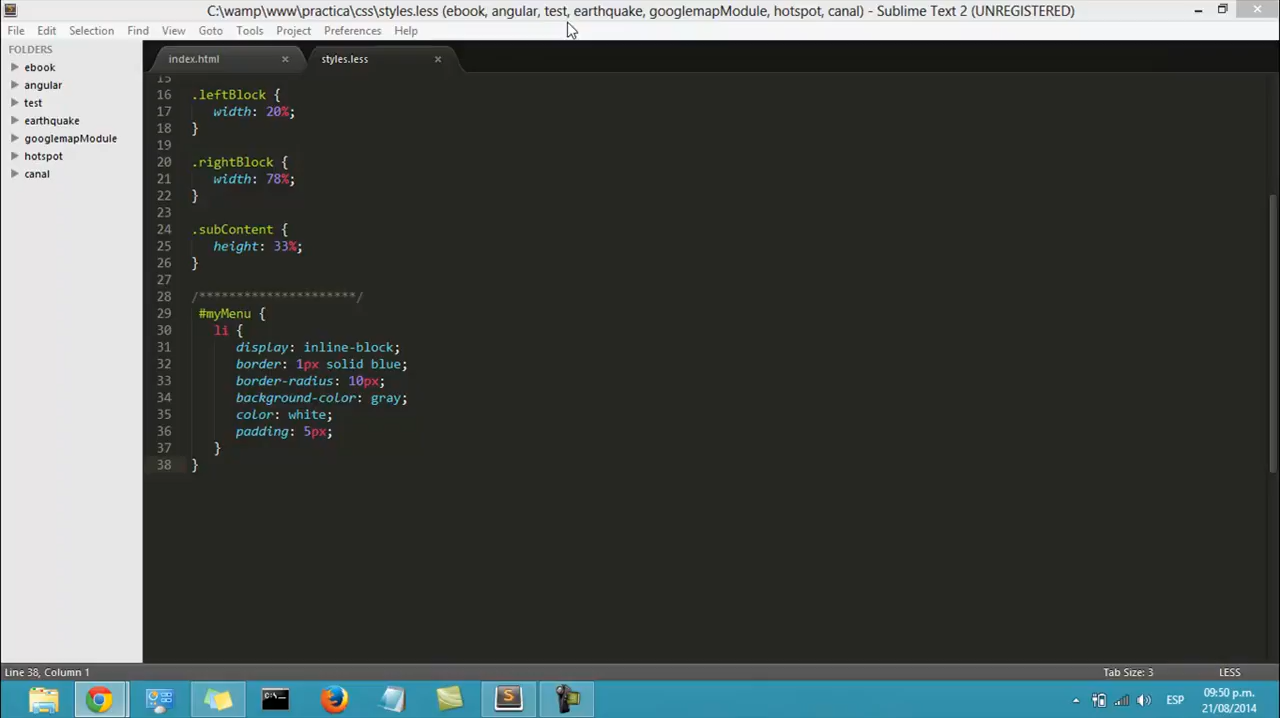 C:\wamp\www\practica\css\styles.less (ebook, angular, test, earthquake, googlemapModule, hotspot, canal) - Sublime Text 2 (UNREGISTERED)
File Edit Selection Find View Goto Tools Project Preferences Help
FOLDERS
ebook
angular
test
earthquake
googlemapModule
hotspot
canal
index.html × styles.less ×
15
16 .leftBlock {
17 width: 20%;
18 }
19
20 .rightBlock {
21 width: 78%;
22 }
23
24 .subContent {
25 height: 33%;
26 }
27
28 /*********************/
29 #myMenu {
30 li {
31 display: inline-block;
32 border: 1px solid blue;
33 border-radius: 10px;
34 background-color: gray;
35 color: white;
36 padding: 5px;
37 }
38 }
Line 38, Column 1 Tab Size: 3 LESS
ESP 09:50 p.m.
21/08/2014